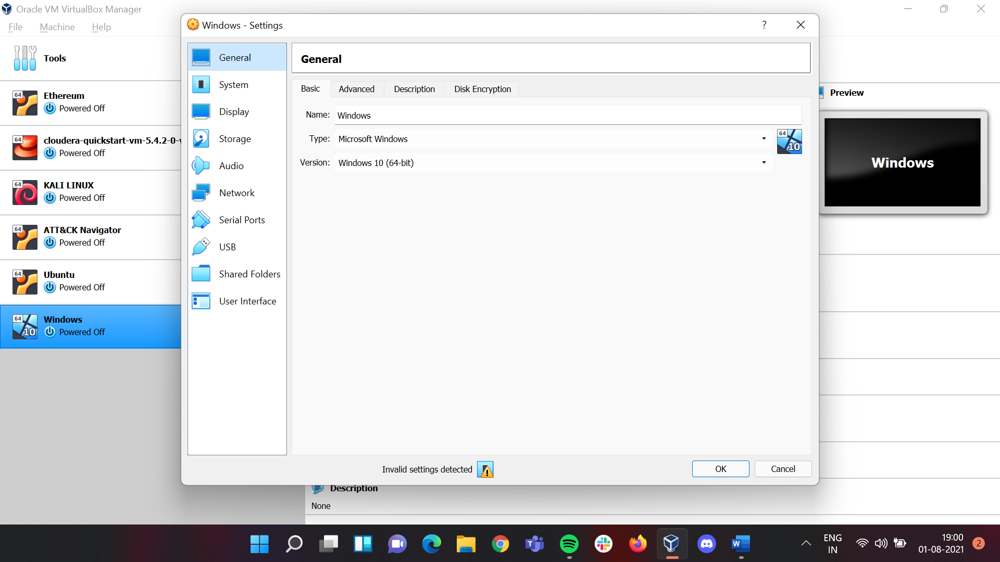 Oracle VM VirtualBox Manager
File Machine Help
Tools
64
Ethereum
Powered Off
64
cloudera-quickstart-vm-5.4.2-0-v
Powered Off
64
KALI LINUX
Powered Off
64
ATT&CK Navigator
Powered Off
64
Ubuntu
Powered Off
64
10
Windows
Powered Off
Windows - Settings
?
General
System
Display
Storage
Audio
Network
Serial Ports
USB
Shared Folders
User Interface
General
Basic Advanced Description Disk Encryption
Name: Windows
Type: Microsoft Windows
Version: Windows 10 (64-bit)
64
10
Invalid settings detected
OK Cancel
Preview
Windows
Description
None
ENG
IN
19:00
01-08-2021
2